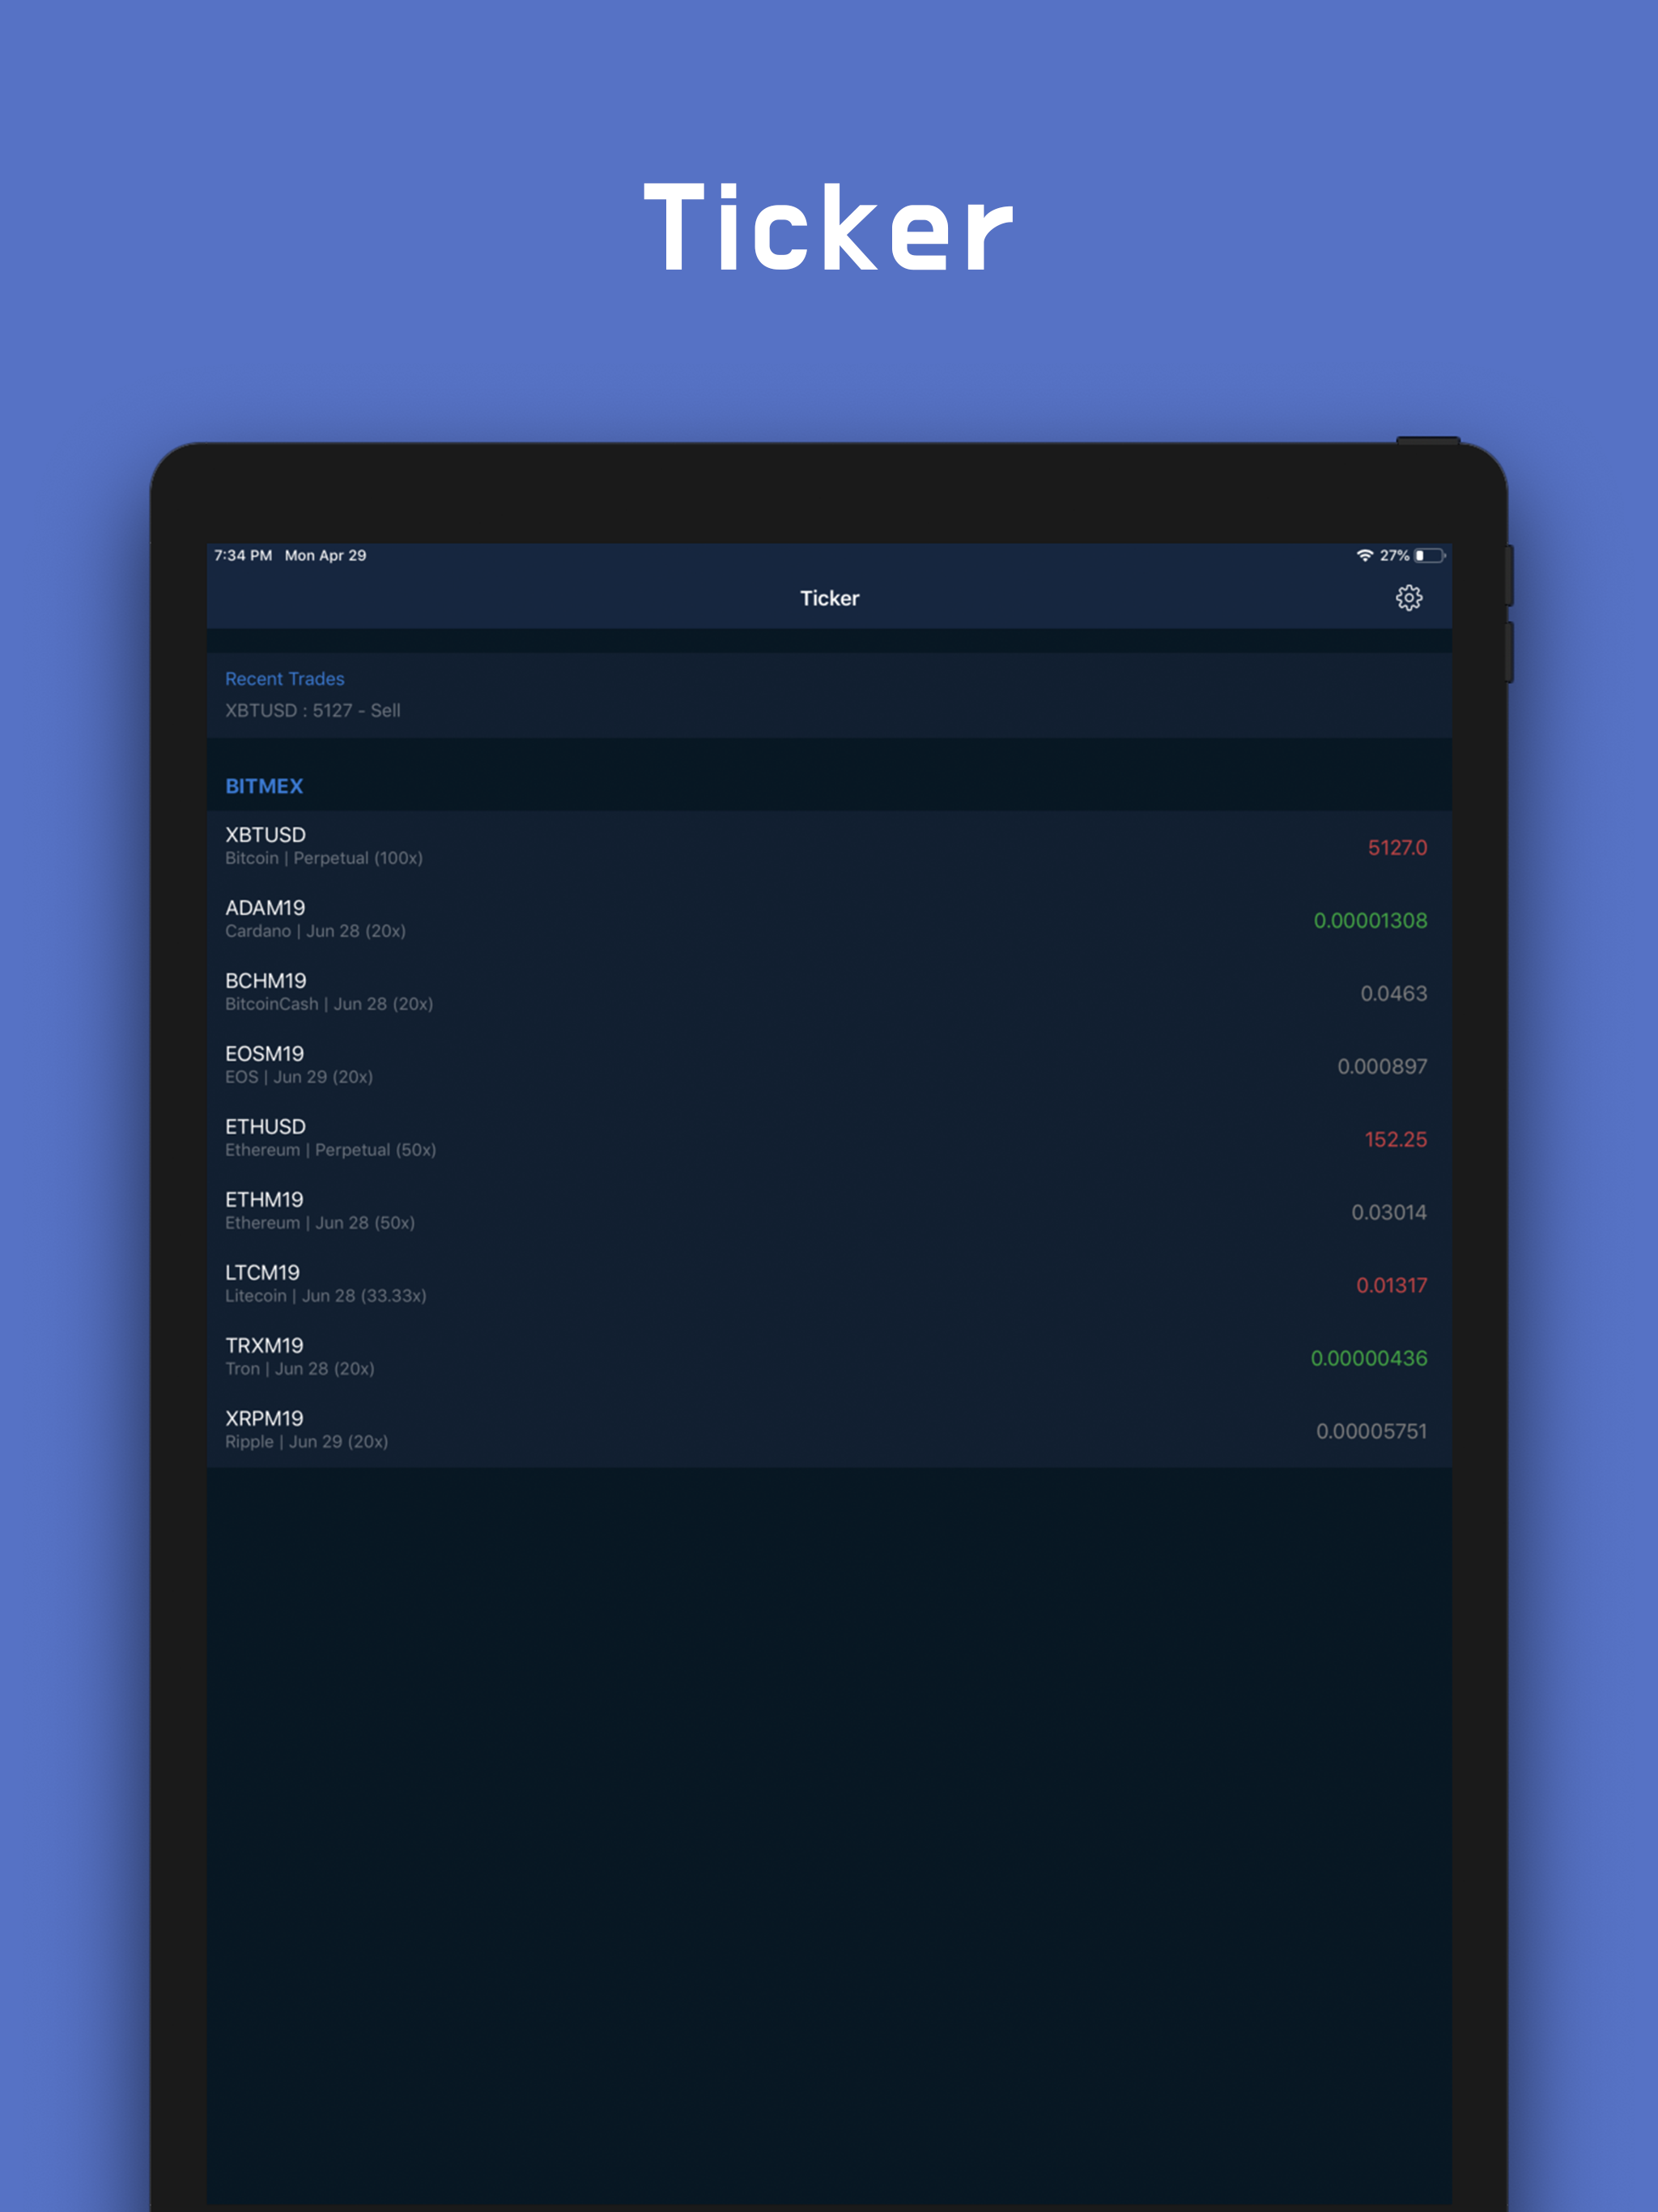 Ticker
7:34 PM Mon Apr 29 27%
Ticker
Recent Trades
XBTUSD : 5127 - Sell
BITMEX
XBTUSD
Bitcoin | Perpetual (100x)
5127.0
ADAM19
Cardano | Jun 28 (20x)
0.00001308
BCHM19
BitcoinCash | Jun 28 (20x)
0.0463
EOSM19
EOS | Jun 29 (20x)
0.000897
ETHUSD
Ethereum | Perpetual (50x)
152.25
ETHM19
Ethereum | Jun 28 (50x)
0.03014
LTCM19
Litecoin | Jun 28 (33.33x)
0.01317
TRXM19
Tron | Jun 28 (20x)
0.00000436
XRPM19
Ripple | Jun 29 (20x)
0.00005751